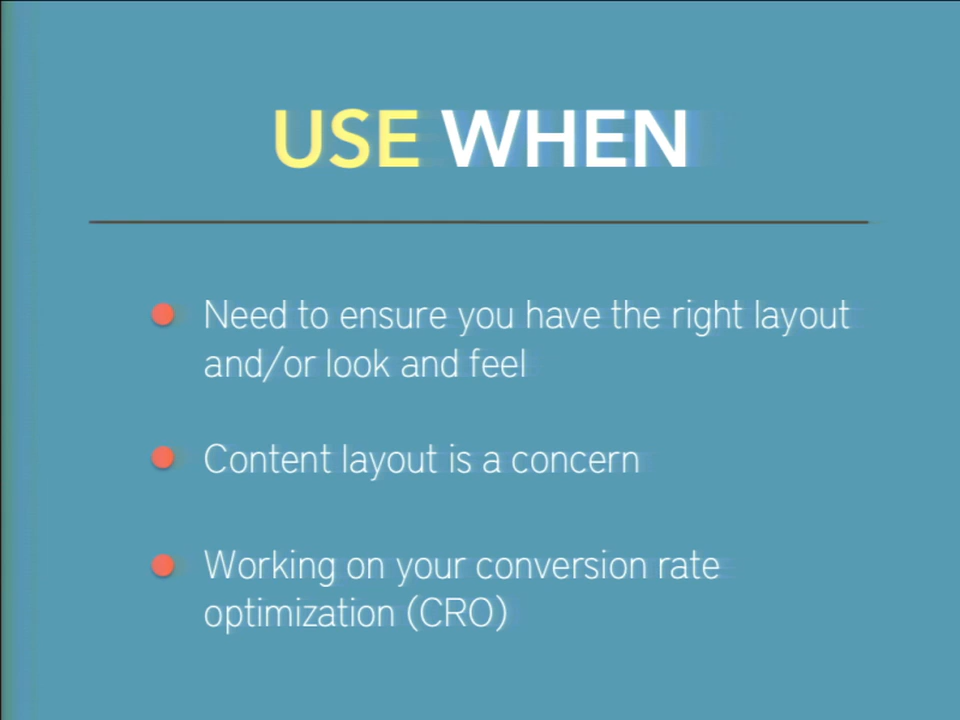 USE WHEN
Need to ensure you have the right layout
and/or look and feel
Content layout is a concern
Working on your conversion rate
optimization (CRO)